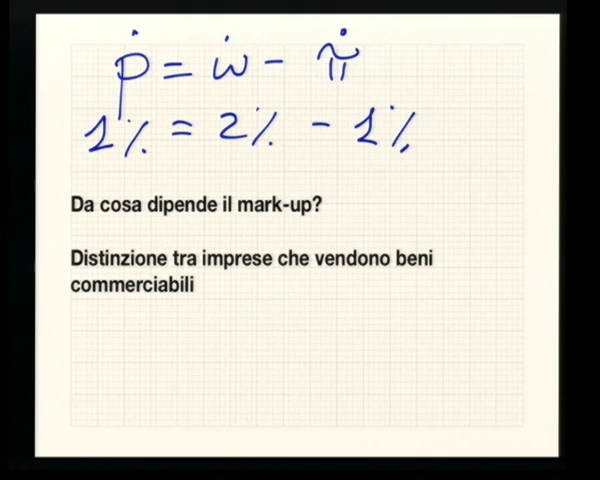 ṗ = ẇ - π̇
1% = 2% - 1%
Da cosa dipende il mark-up?
Distinzione tra imprese che vendono beni
commerciabili